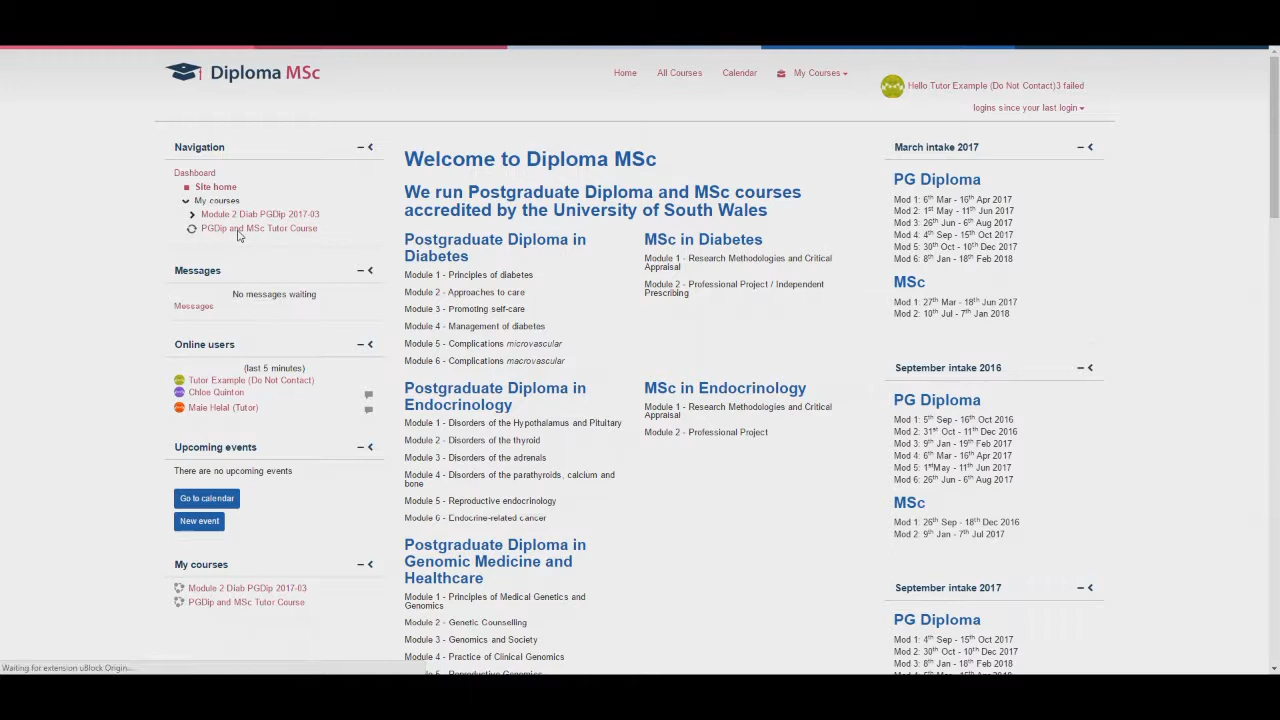 Diploma MSc
Home
All Courses
Calendar
My Courses
Hello Tutor Example (Do Not Contact)3 failed
logins since your last login
Navigation
Dashboard
Site home
My courses
Module 2 Diab PGDip 2017-03
PGDip and MSc Tutor Course
Messages
No messages waiting
Messages
Online users
(last 5 minutes)
Tutor Example (Do Not Contact)
Chloe Quinton
Maie Helal (Tutor)
Upcoming events
There are no upcoming events
Go to calendar
New event
My courses
Module 2 Diab PGDip 2017-03
PGDip and MSc Tutor Course
Welcome to Diploma MSc
We run Postgraduate Diploma and MSc courses
accredited by the University of South Wales
Postgraduate Diploma in
Diabetes
Module 1 - Principles of diabetes
Module 2 - Approaches to care
Module 3 - Promoting self-care
Module 4 - Management of diabetes
Module 5 - Complications microvascular
Module 6 - Complications macrovascular
MSc in Diabetes
Module 1 - Research Methodologies and Critical
Appraisal
Module 2 - Professional Project / Independent
Prescribing
Postgraduate Diploma in
Endocrinology
Module 1 - Disorders of the Hypothalamus and Pituitary
Module 2 - Disorders of the thyroid
Module 3 - Disorders of the adrenals
Module 4 - Disorders of the parathyroids, calcium and
bone
Module 5 - Reproductive endocrinology
Module 6 - Endocrine-related cancer
MSc in Endocrinology
Module 1 - Research Methodologies and Critical
Appraisal
Module 2 - Professional Project
Postgraduate Diploma in
Genomic Medicine and
Healthcare
Module 1 - Principles of Medical Genetics and
Genomics
Module 2 - Genetic Counselling
Module 3 - Genomics and Society
Module 4 - Practice of Clinical Genomics
Module 5 - Reproductive Genomics
March intake 2017
PG Diploma
Mod 1: 6th Mar - 16th Apr 2017
Mod 2: 1st May - 11th Jun 2017
Mod 3: 26th Jun - 6th Aug 2017
Mod 4: 4th Sep - 15th Oct 2017
Mod 5: 30th Oct - 10th Dec 2017
Mod 6: 8th Jan - 18th Feb 2018
MSc
Mod 1: 27th Mar - 18th Jun 2017
Mod 2: 10th Jul - 7th Jan 2018
September intake 2016
PG Diploma
Mod 1: 5th Sep - 16th Oct 2016
Mod 2: 31st Oct - 11th Dec 2016
Mod 3: 9th Jan - 19th Feb 2017
Mod 4: 6th Mar - 16th Apr 2017
Mod 5: 1stMay - 11th Jun 2017
Mod 6: 26th Jun - 6th Aug 2017
MSc
Mod 1: 26th Sep - 18th Dec 2016
Mod 2: 9th Jan - 7th Jul 2017
September intake 2017
PG Diploma
Mod 1: 4th Sep - 15th Oct 2017
Mod 2: 30th Oct - 10th Dec 2017
Mod 3: 8th Jan - 18th Feb 2018
Waiting for extension uBlock Origin...